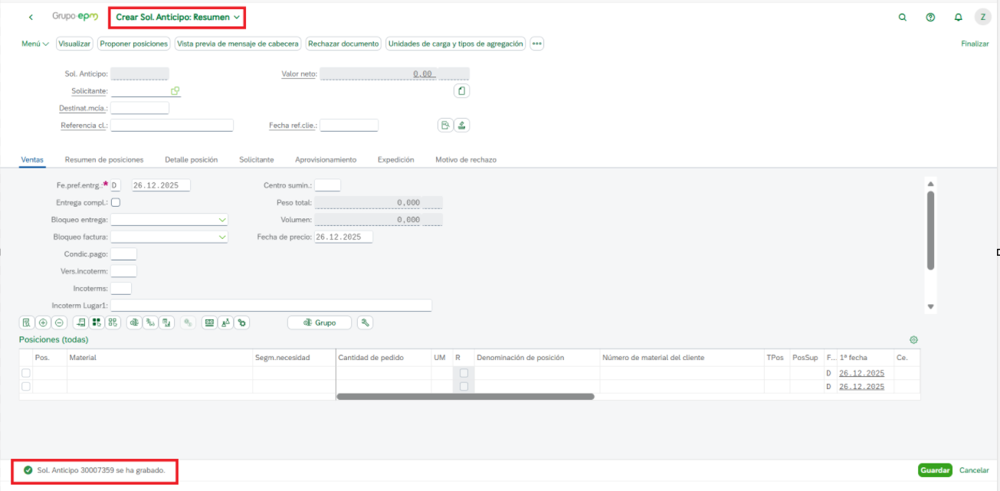 Grupo·epm Crear Sol. Anticipo: Resumen Z
Menú Visualizar Proponer posiciones Vista previa de mensaje de cabecera Rechazar documento Unidades de carga y tipos de agregación Finalizar
Sol. Anticipo: Valor neto: 0,00
Solicitante:
Destinat.mcía.:
Referencia cl.: Fecha ref.clie.:
Ventas Resumen de posiciones Detalle posición Solicitante Aprovisionamiento Expedición Motivo de rechazo
Fe.pref.entrg.:* D 26.12.2025 Centro sumin.:
Entrega compl.: Peso total: 0,000
Bloqueo entrega: Volumen: 0,000
Bloqueo factura: Fecha de precio: 26.12.2025
Condic.pago:
Vers.incoterm:
Incoterms:
Incoterm Lugar1:
Grupo
Posiciones (todas)
Pos. Material Segm.necesidad Cantidad de pedido UM R Denominación de posición Número de material del cliente TPos PosSup F... 1ª fecha Ce.
D 26.12.2025
D 26.12.2025
Sol. Anticipo 30007359 se ha grabado. Guardar Cancelar